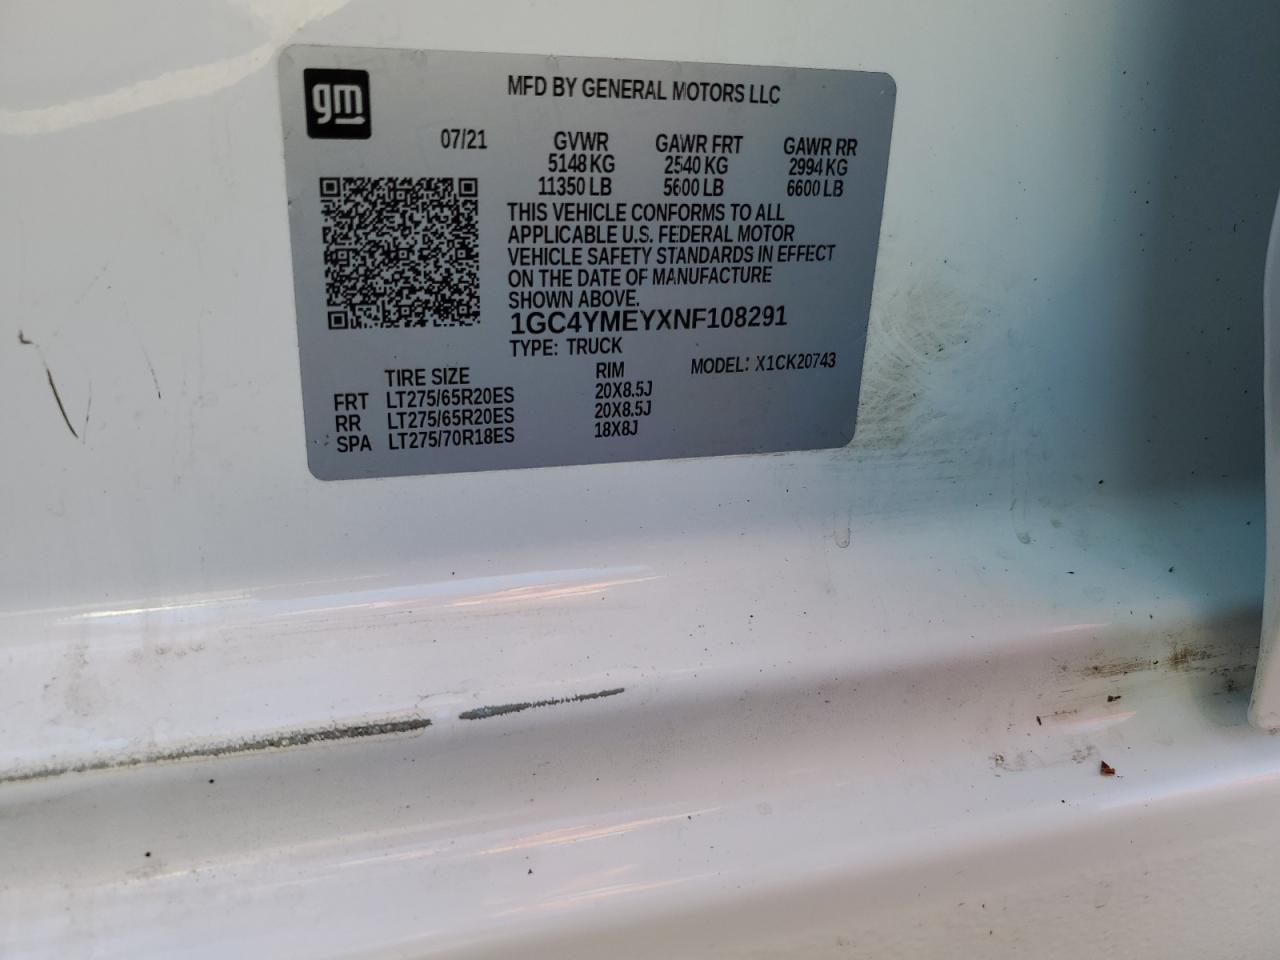 gm
MFD BY GENERAL MOTORS LLC
07/21 GVWR GAWR FRT GAWR RR
5148 KG 2540 KG 2994 KG
11350 LB 5600 LB 6600 LB
THIS VEHICLE CONFORMS TO ALL
APPLICABLE U.S. FEDERAL MOTOR
VEHICLE SAFETY STANDARDS IN EFFECT
ON THE DATE OF MANUFACTURE
SHOWN ABOVE.
1GC4YMEYXNF108291
TYPE: TRUCK
MODEL: X1CK20743
TIRE SIZE RIM
FRT LT275/65R20ES 20X8.5J
RR LT275/65R20ES 20X8.5J
SPA LT275/70R18ES 18X8J